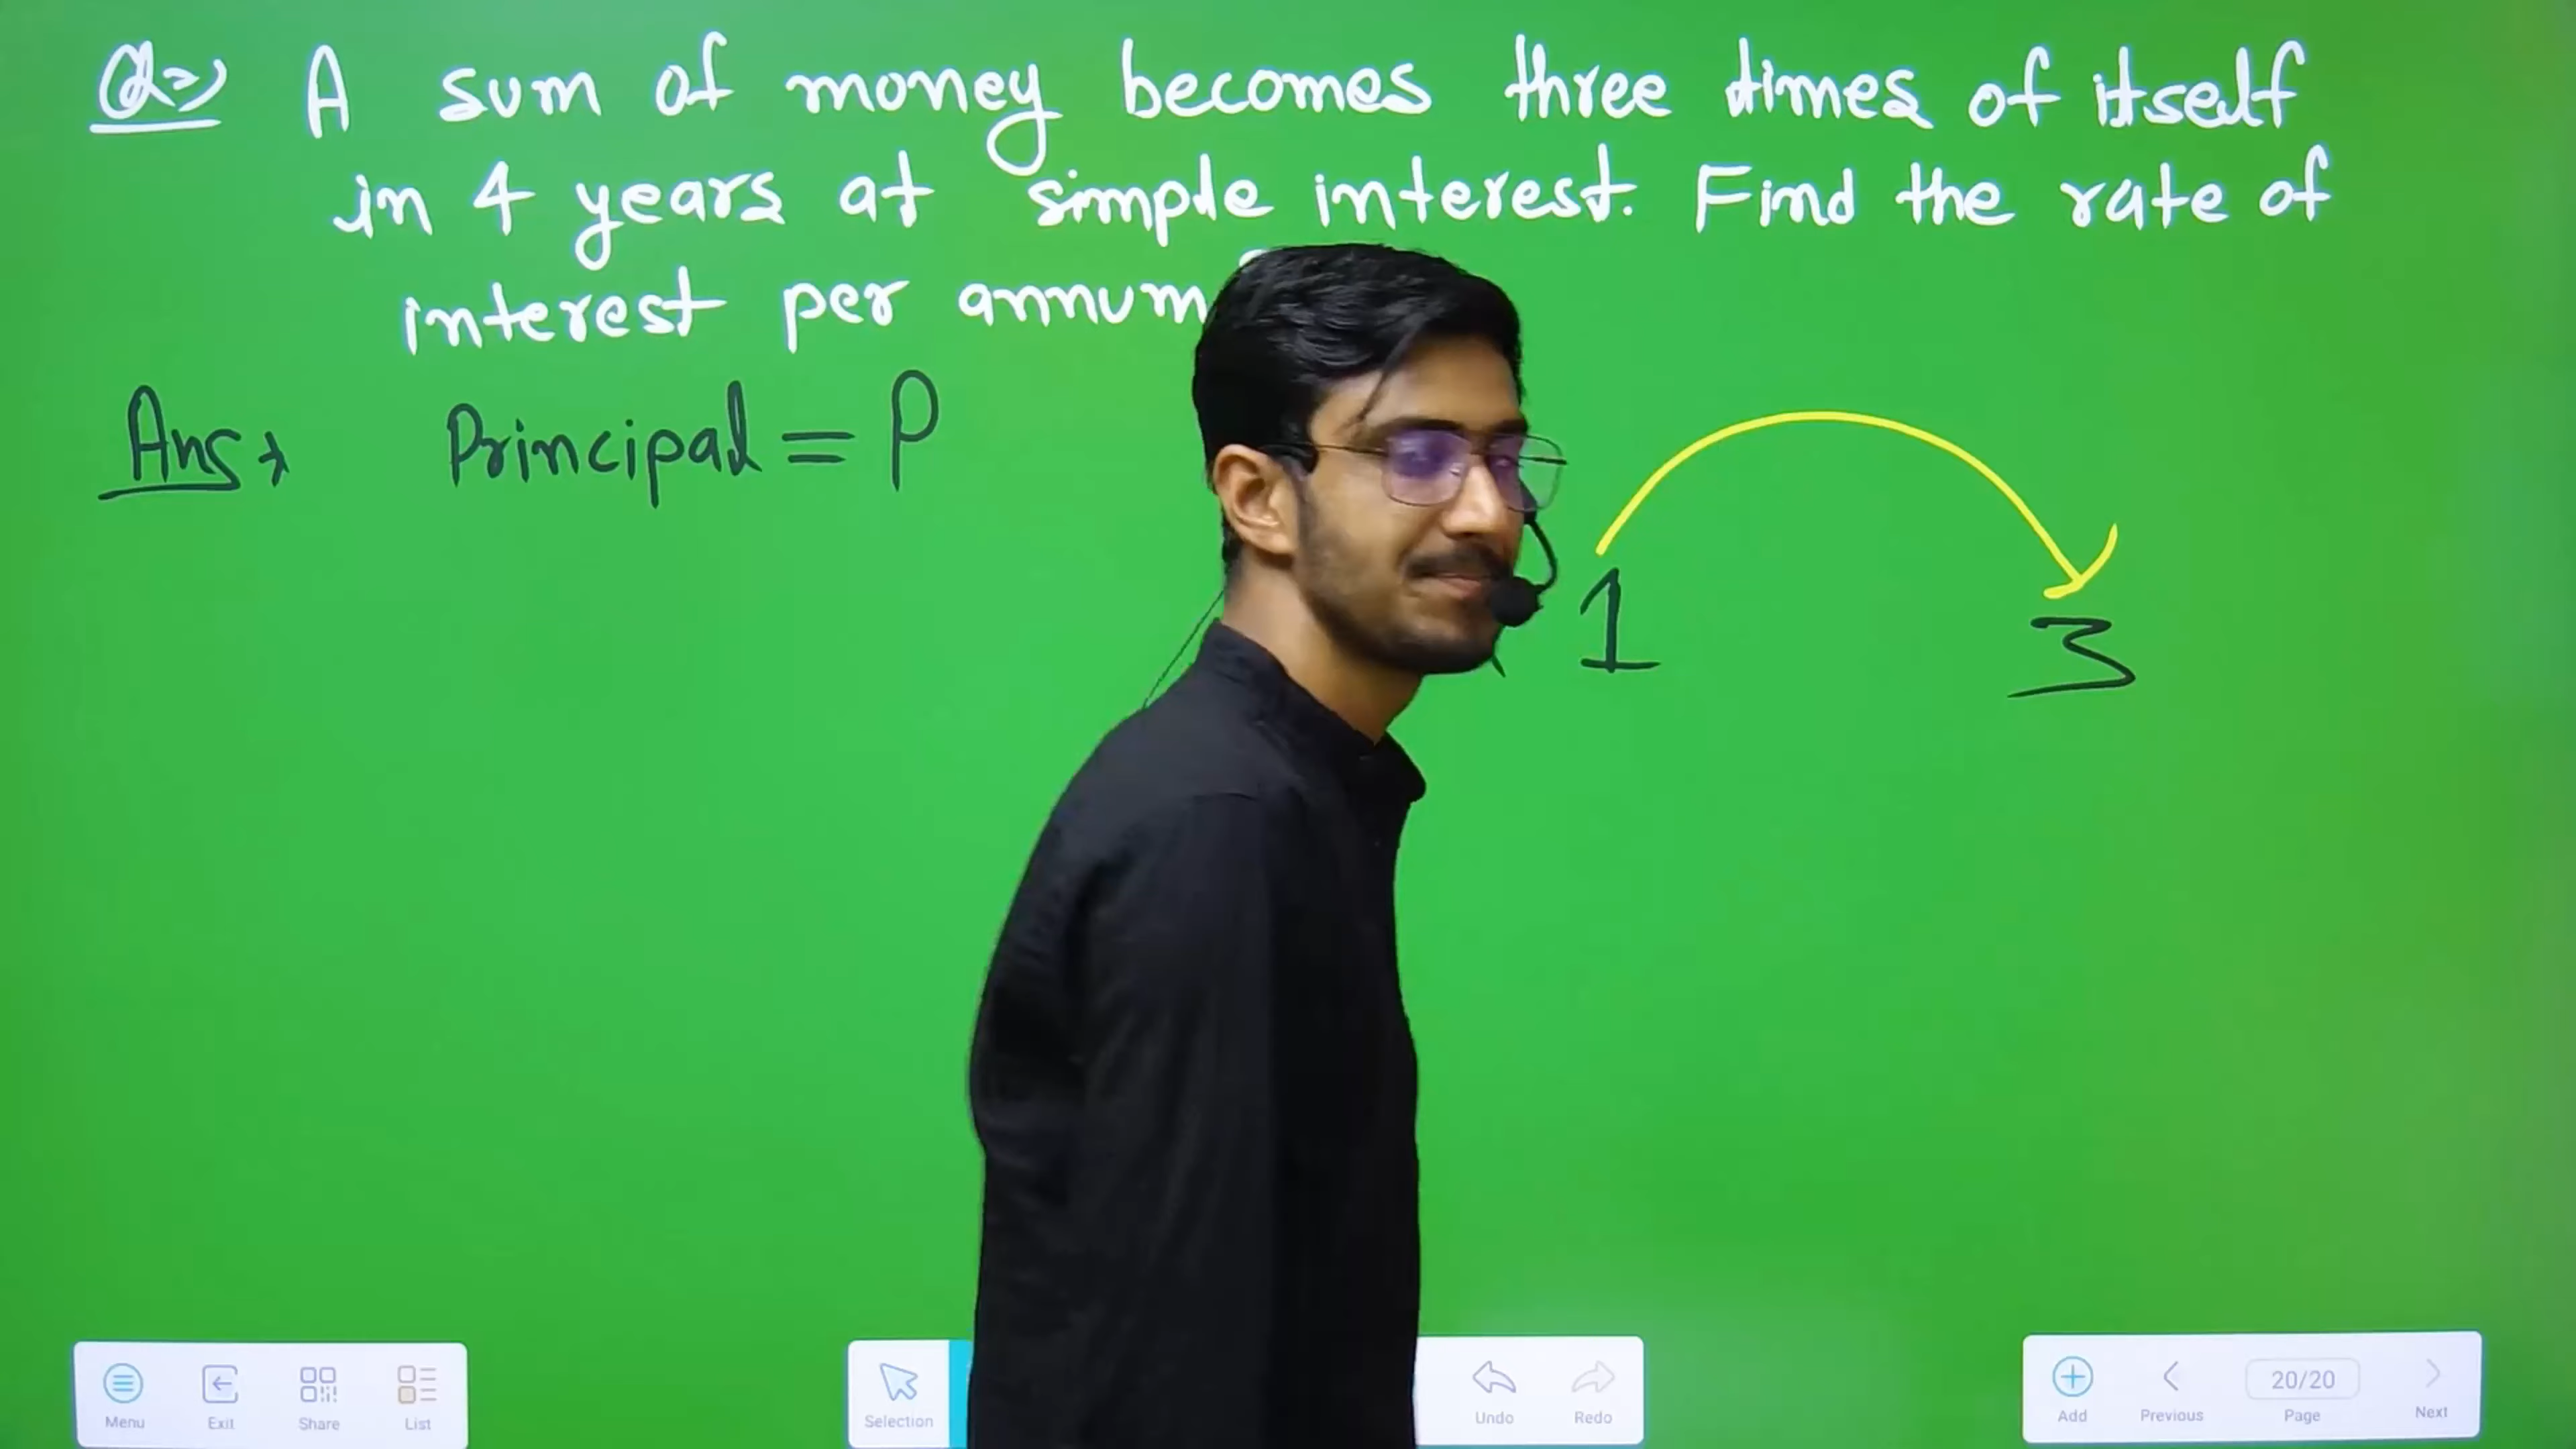 Q⇒ A sum of money becomes three times of itself
in 4 years at simple interest. Find the rate of
interest per annum
Ans→ Principal = P
1 3
Menu Exit Share List Selection Undo Redo Add Previous 20/20 Page Next